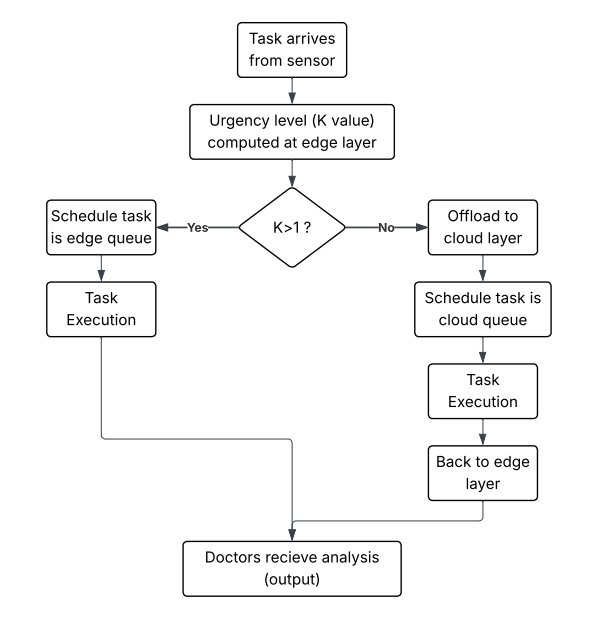 Task arrives
from sensor
Urgency level (K value)
computed at edge layer
K>1 ?
Yes
No
Schedule task
is edge queue
Offload to
cloud layer
Task
Execution
Schedule task is
cloud queue
Task
Execution
Back to edge
layer
Doctors recieve analysis
(output)